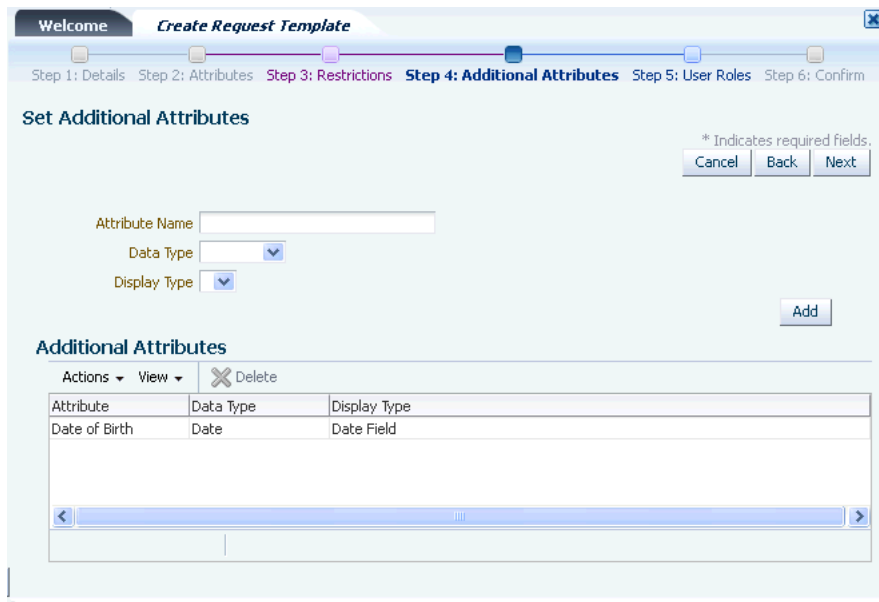 Welcome Create Request Template
Step 1: Details Step 2: Attributes Step 3: Restrictions Step 4: Additional Attributes Step 5: User Roles Step 6: Confirm
Set Additional Attributes
* Indicates required fields.
Cancel Back Next
Attribute Name
Data Type
Display Type
Add
Additional Attributes
Actions View Delete
Attribute Data Type Display Type
Date of Birth Date Date Field